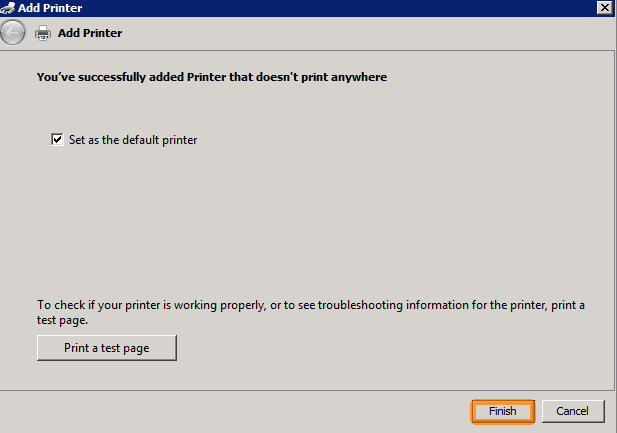 Add Printer
Add Printer
You've successfully added Printer that doesn't print anywhere
Set as the default printer
To check if your printer is working properly, or to see troubleshooting information for the printer, print a
test page.
Print a test page
Finish
Cancel